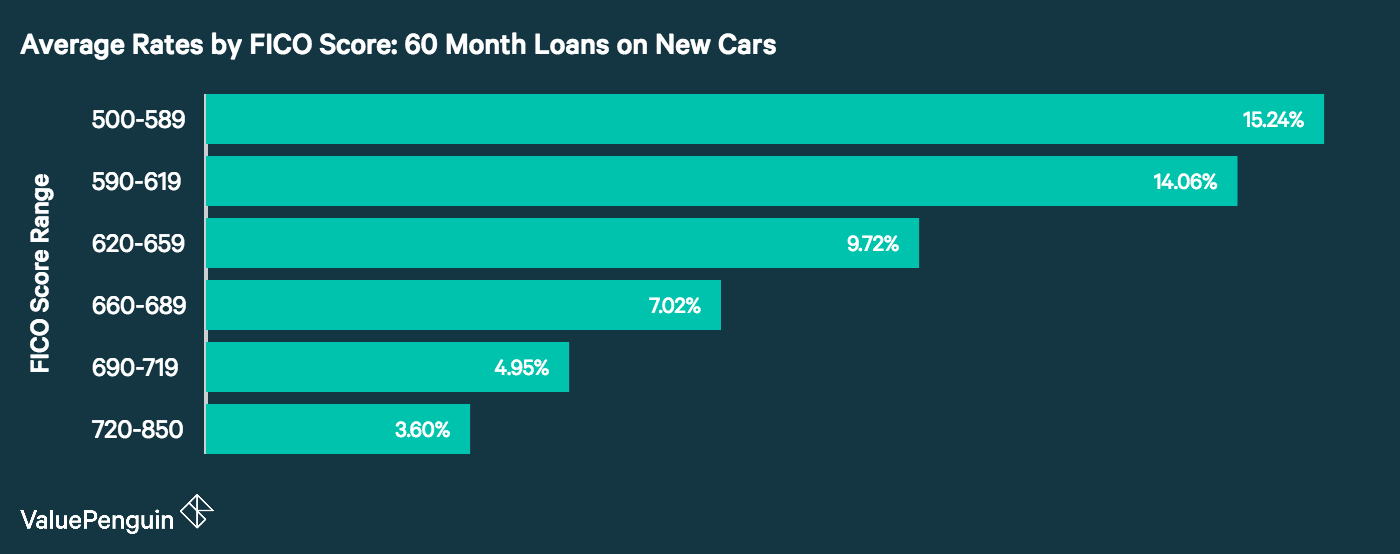 Average Rates by FICO Score: 60 Month Loans on New Cars
FICO Score Range
500-589 15.24%
590-619 14.06%
620-659 9.72%
660-689 7.02%
690-719 4.95%
720-850 3.60%
ValuePenguin